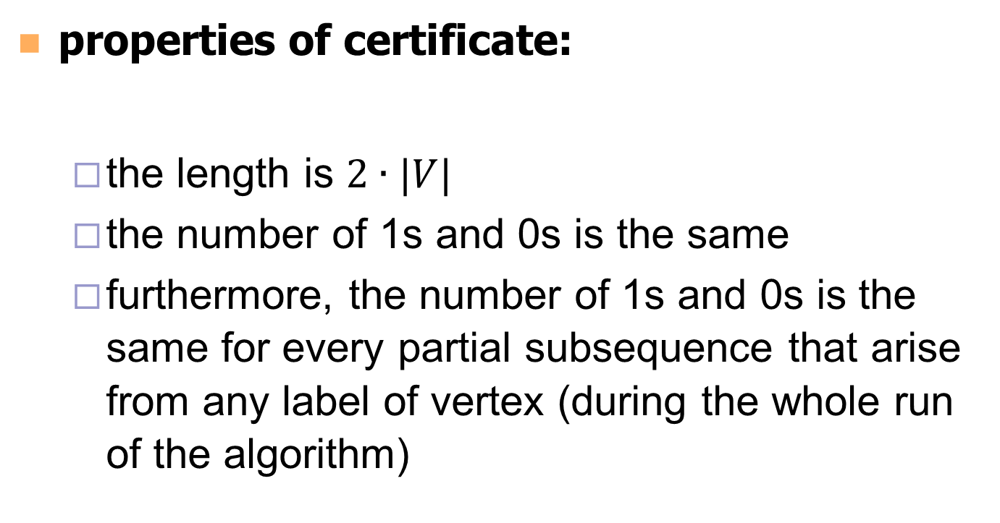 properties of certificate:
the length is 2 · |V|
the number of 1s and 0s is the same
furthermore, the number of 1s and 0s is the
same for every partial subsequence that arise
from any label of vertex (during the whole run
of the algorithm)